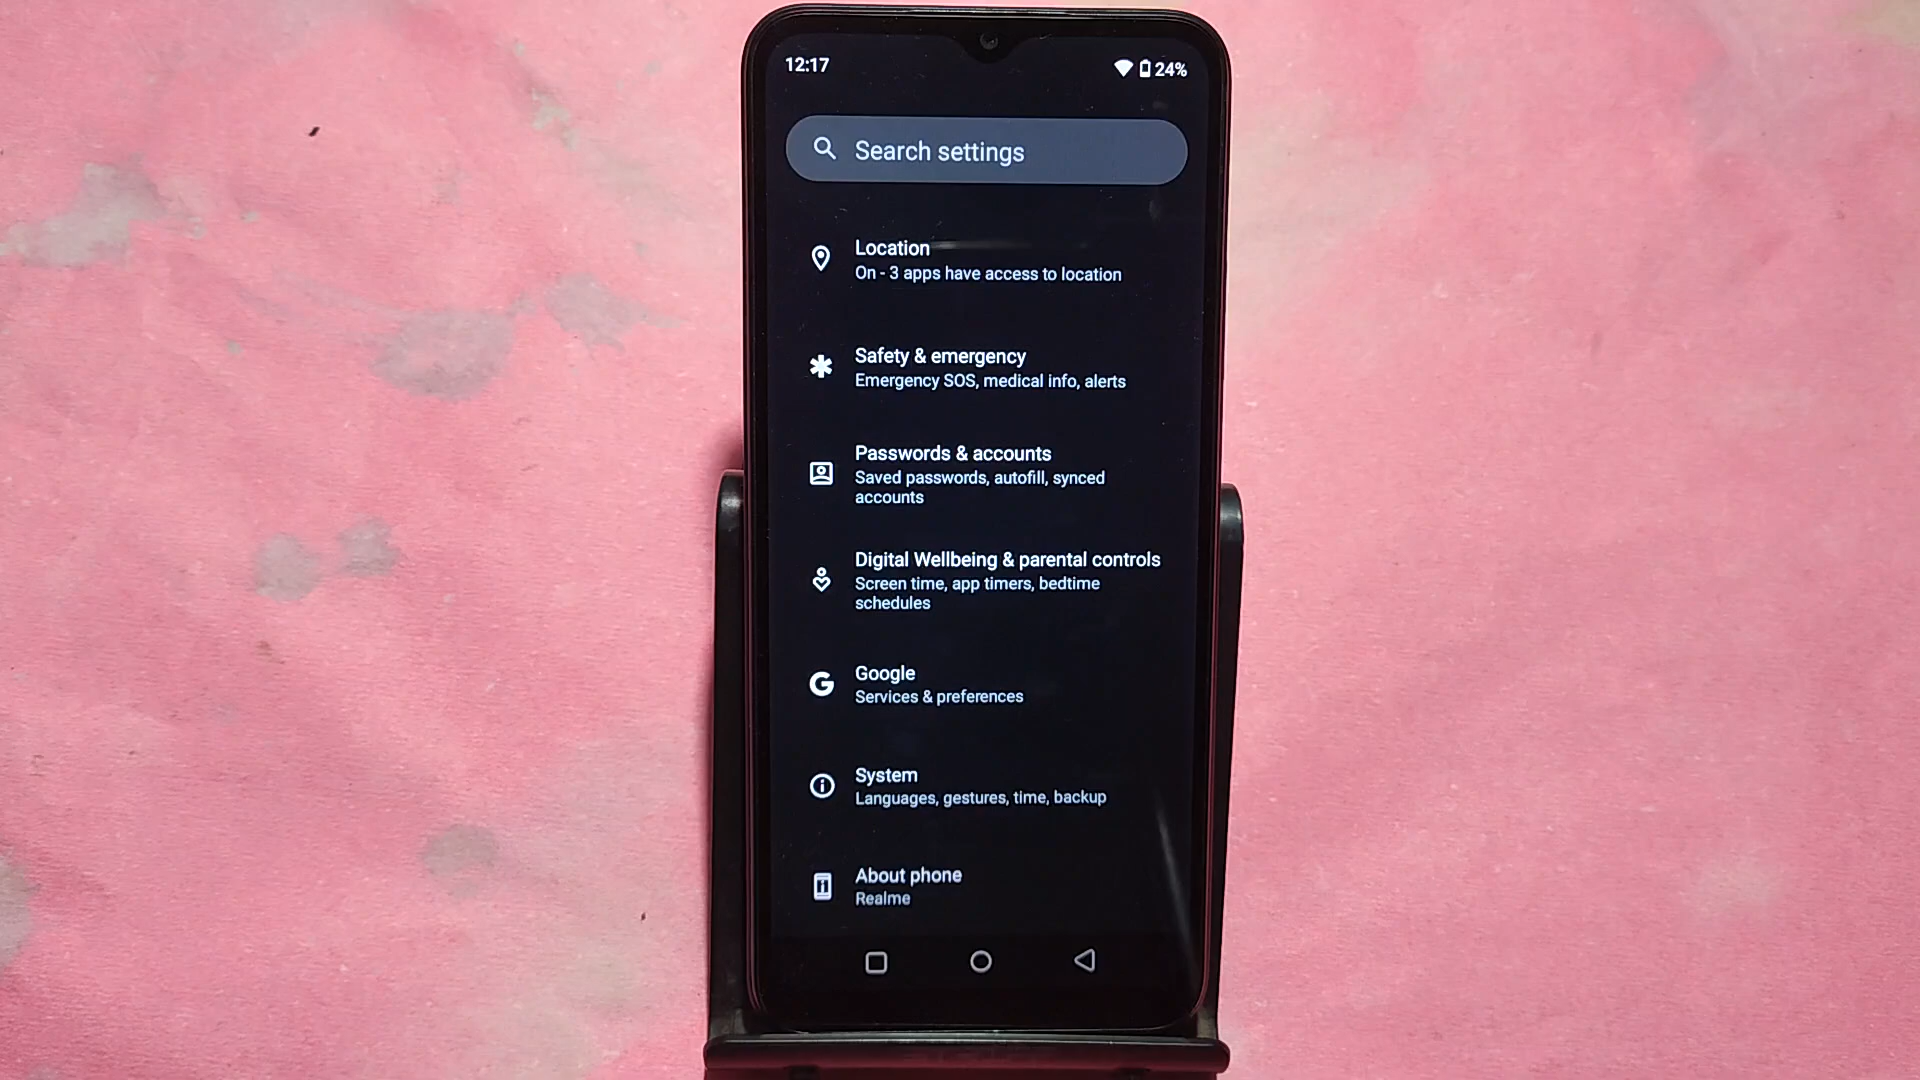 12:17
24%
Search settings
Location
On - 3 apps have access to location
Safety & emergency
Emergency SOS, medical info, alerts
Passwords & accounts
Saved passwords, autofill, synced
accounts
Digital Wellbeing & parental controls
Screen time, app timers, bedtime
schedules
Google
Services & preferences
System
Languages, gestures, time, backup
About phone
Realme